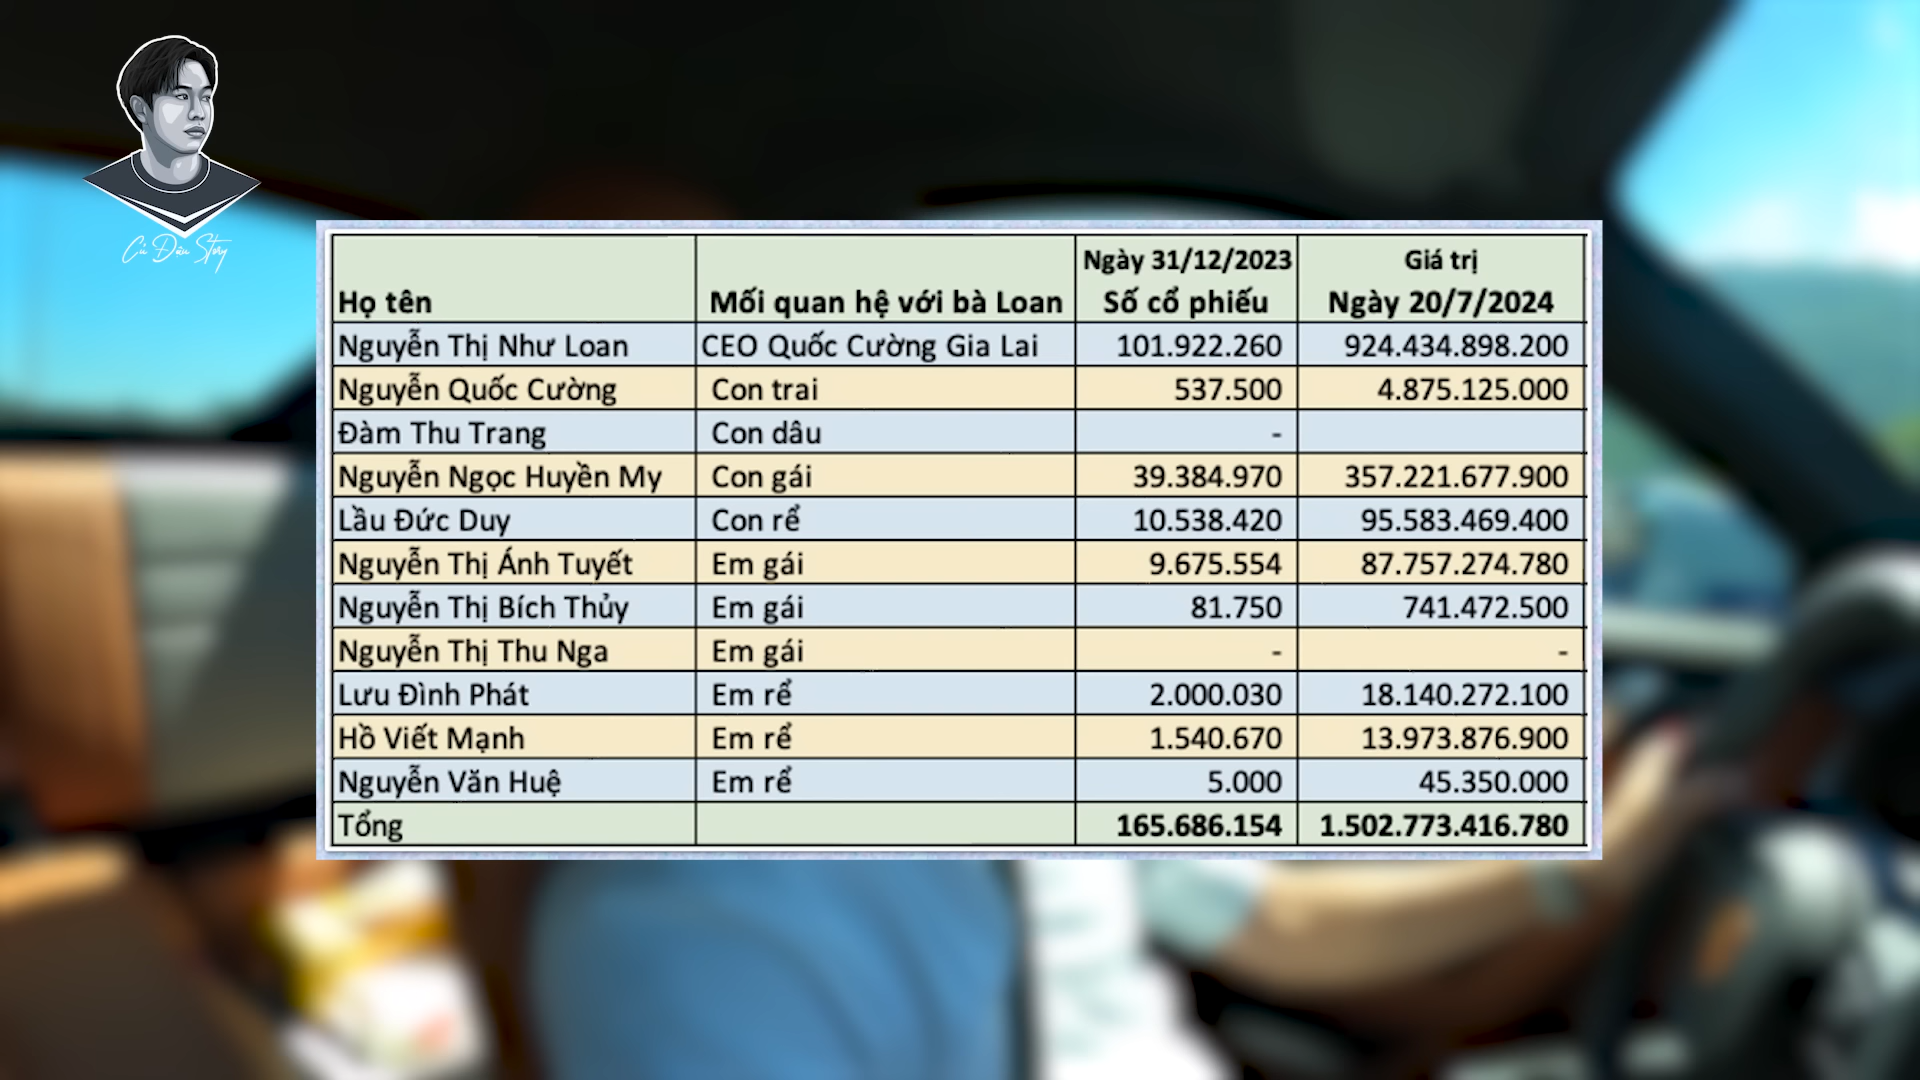 Củ Đậu Story
Ngày 31/12/2023 Giá trị
Họ tên Mối quan hệ với bà Loan Số cổ phiếu Ngày 20/7/2024
Nguyễn Thị Như Loan CEO Quốc Cường Gia Lai 101.922.260 924.434.898.200
Nguyễn Quốc Cường Con trai 537.500 4.875.125.000
Đàm Thu Trang Con dâu -
Nguyễn Ngọc Huyền My Con gái 39.384.970 357.221.677.900
Lầu Đức Duy Con rể 10.538.420 95.583.469.400
Nguyễn Thị Ánh Tuyết Em gái 9.675.554 87.757.274.780
Nguyễn Thị Bích Thủy Em gái 81.750 741.472.500
Nguyễn Thị Thu Nga Em gái - -
Lưu Đình Phát Em rể 2.000.030 18.140.272.100
Hồ Viết Mạnh Em rể 1.540.670 13.973.876.900
Nguyễn Văn Huệ Em rể 5.000 45.350.000
Tổng 165.686.154 1.502.773.416.780